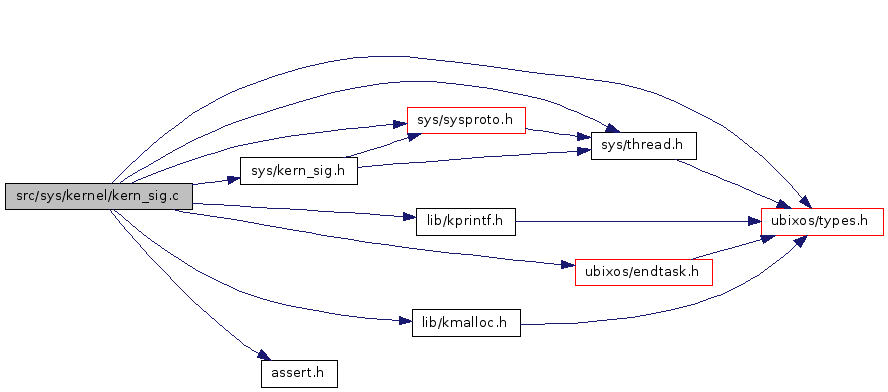 sys/sysproto.h
sys/thread.h
sys/kern_sig.h
src/sys/kernel/kern_sig.c
lib/kprintf.h
ubixos/types.h
ubixos/endtask.h
lib/kmalloc.h
assert.h